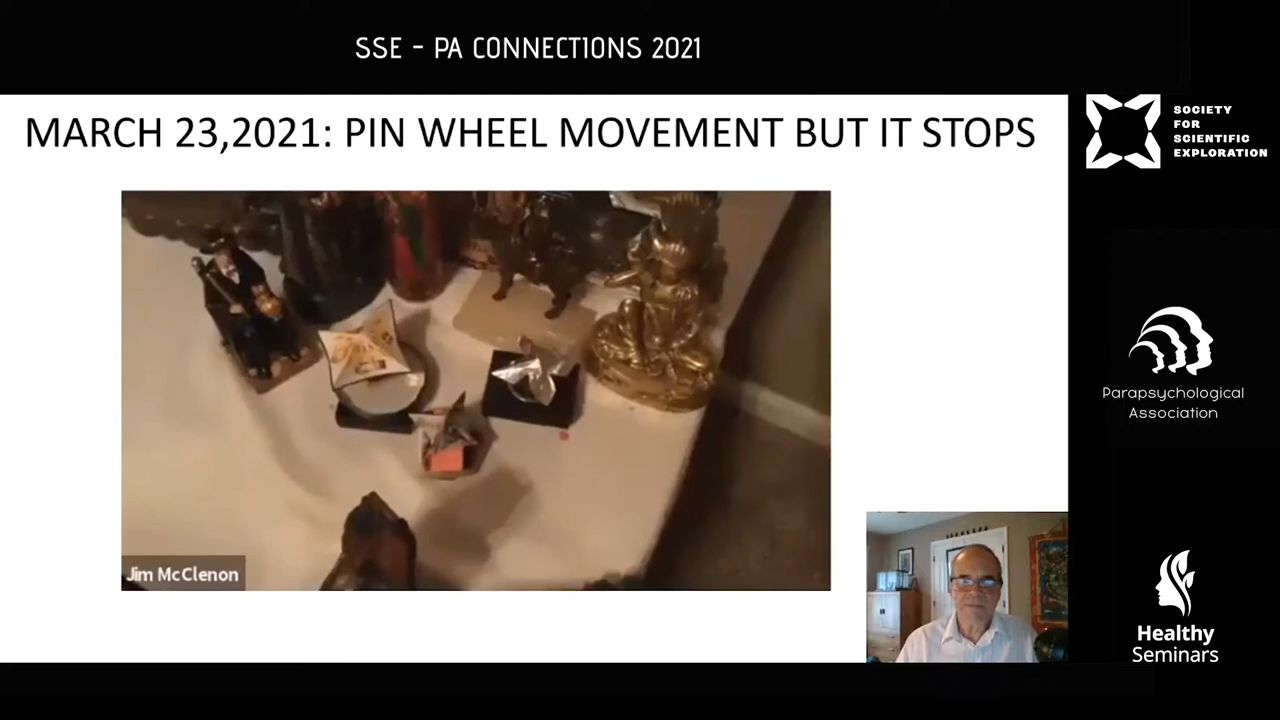 SSE - PA CONNECTIONS 2021
MARCH 23,2021: PIN WHEEL MOVEMENT BUT IT STOPS
SOCIETY
FOR
SCIENTIFIC
EXPLORATION
Parapsychological
Association
Jim McClenon
Healthy
Seminars